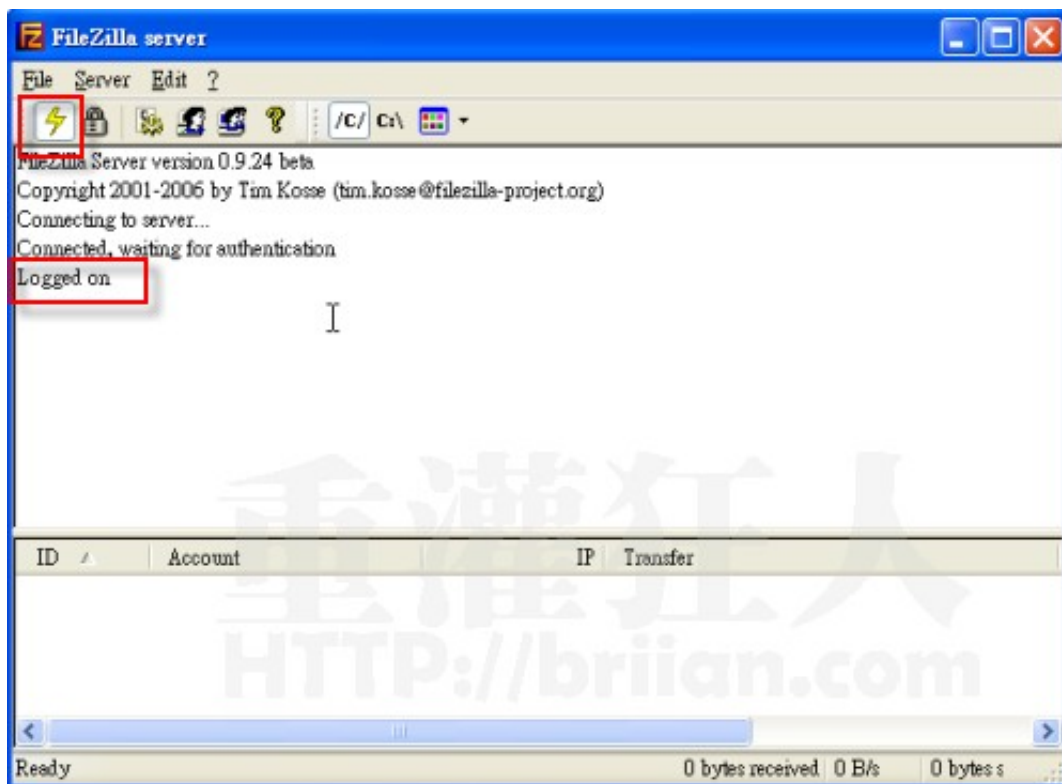 FileZilla server
File Server Edit ?
/C/ C:\
FileZilla Server version 0.9.24 beta
Copyright 2001-2006 by Tim Kosse (tim.kosse@filezilla-project.org)
Connecting to server...
Connected, waiting for authentication
Logged on
重灌狂人
HTTP://briian.com
ID Account IP Transfer
Ready 0 bytes received 0 B/s 0 bytes s